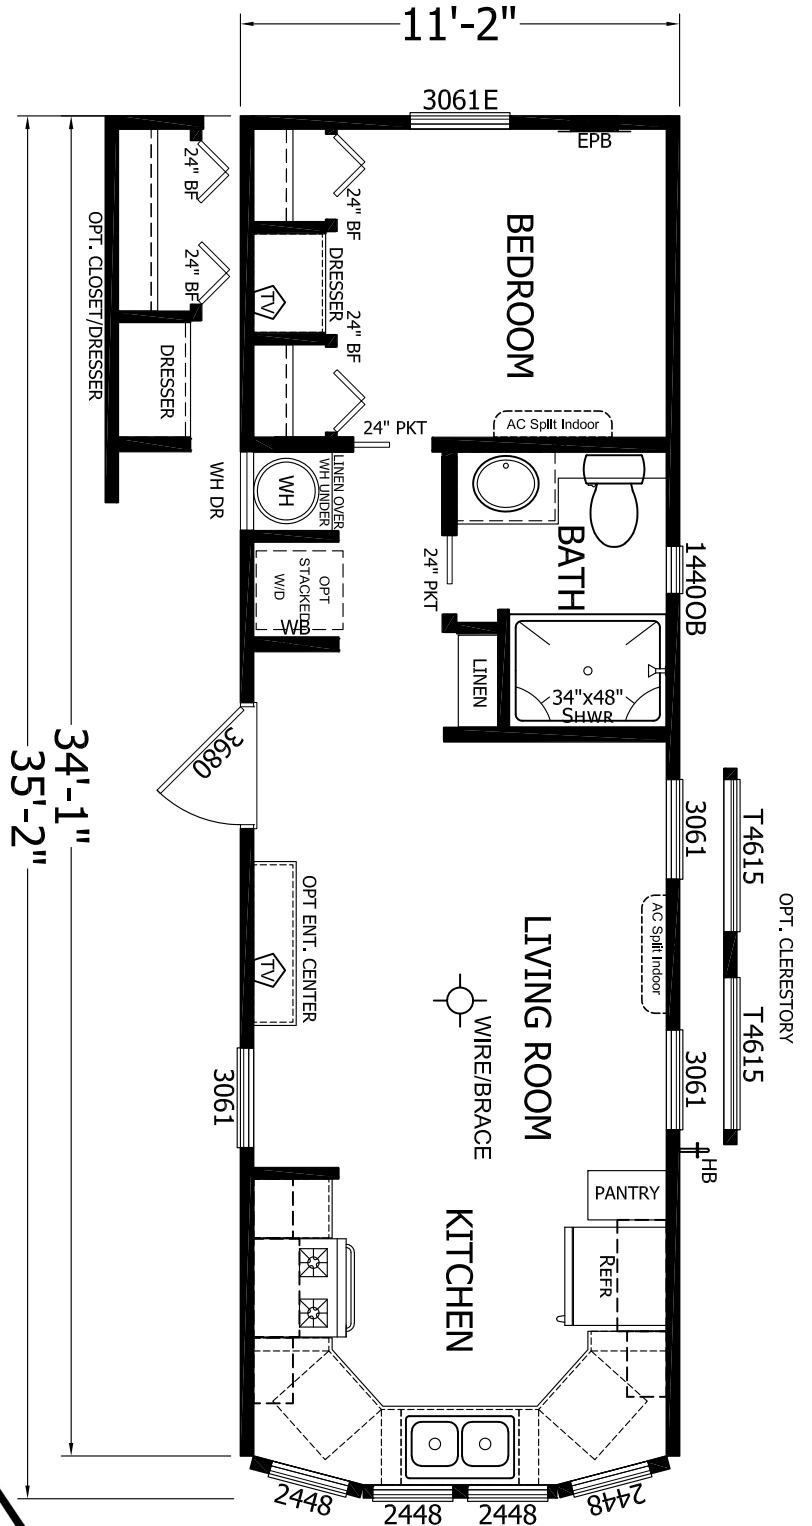 11'-2"
3061E
EPB
24" BF
24" BF
24" BF
24" BF
OPT. CLOSET/DRESSER
DRESSER
DRESSER
TV
BEDROOM
AC Split Indoor
24" PKT
WH DR
WH
LINEN OVER
WH UNDER
24" PKT
BATH
1440OB
OPT
STACKED
W/D
WB
LINEN
34"x48"
SHWR
3680
34'-1"
35'-2"
3061
T4615
OPT. CLERESTORY
AC Split Indoor
T4615
3061
OPT ENT. CENTER
TV
LIVING ROOM
WIRE/BRACE
3061
HB
PANTRY
REFR
KITCHEN
2448
2448
2448
2448